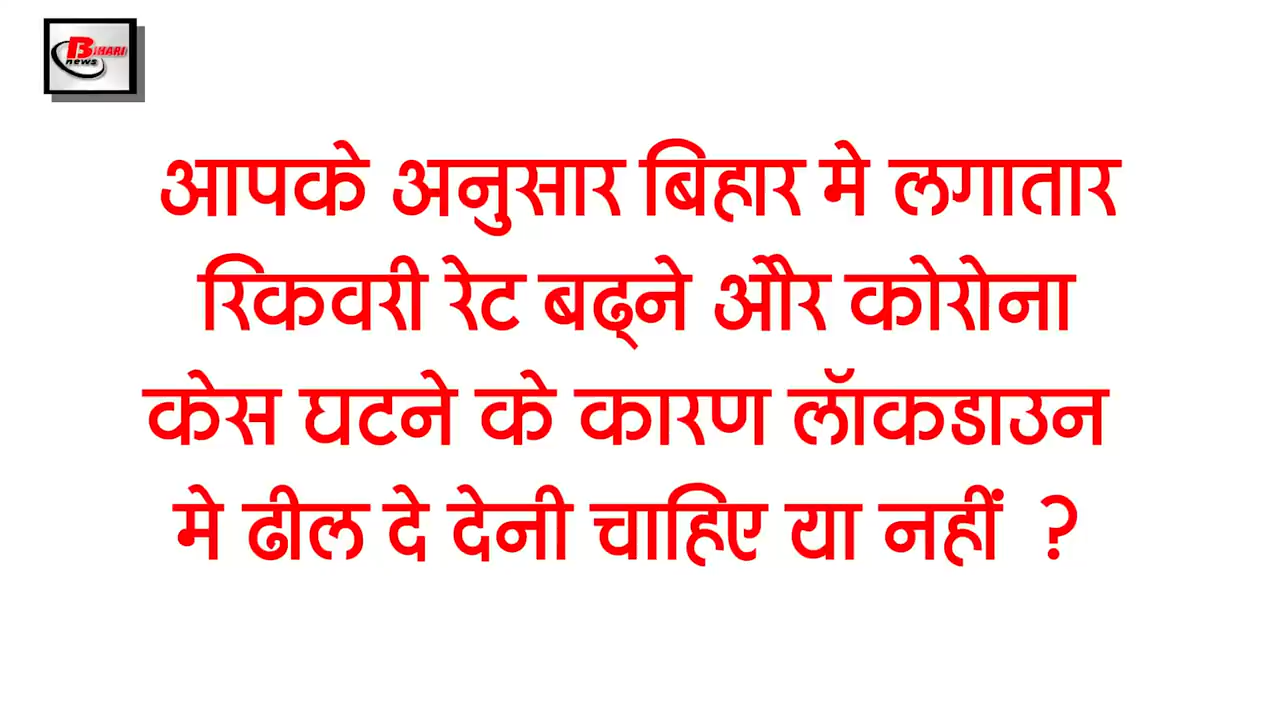 BIHARI
news
आपके अनुसार बिहार मे लगातार
रिकवरी रेट बढ्ने और कोरोना
केस घटने के कारण लॉकडाउन
मे ढील दे देनी चाहिए या नहीं ?